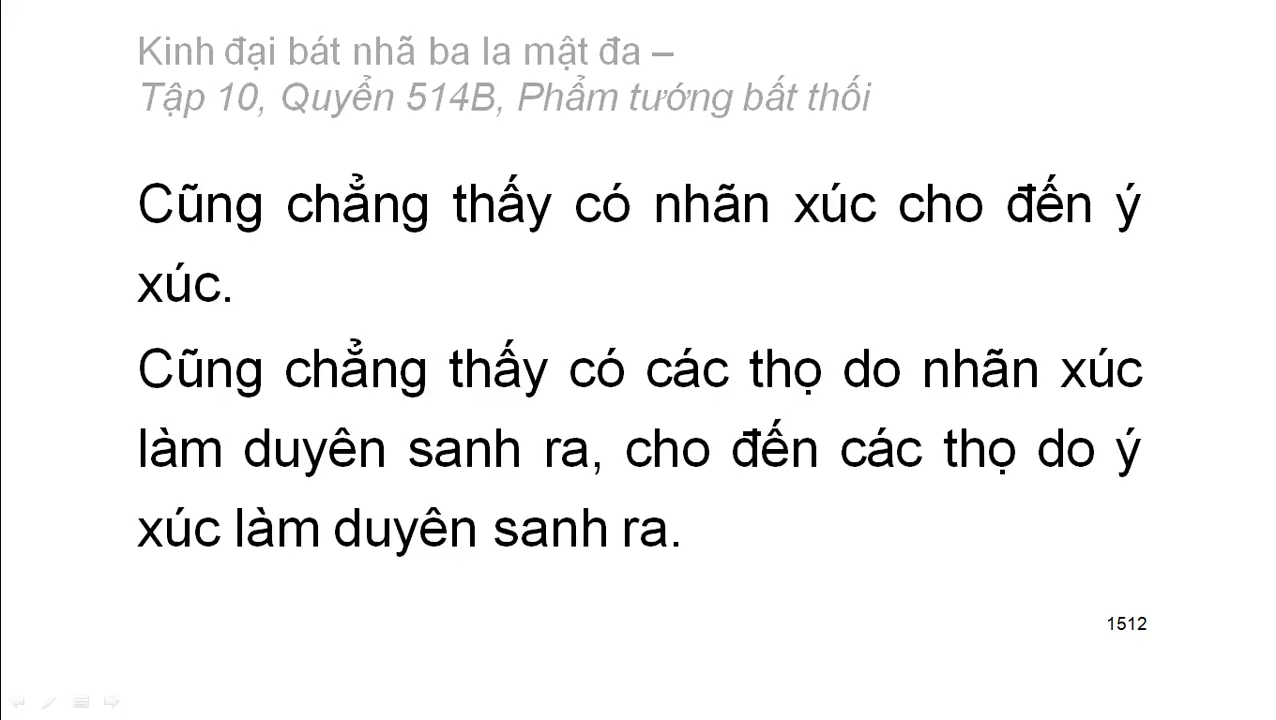 Kinh đại bát nhã ba la mật đa –
Tập 10, Quyển 514B, Phẩm tướng bất thối
Cũng chẳng thấy có nhãn xúc cho đến ý
xúc.
Cũng chẳng thấy có các thọ do nhãn xúc
làm duyên sanh ra, cho đến các thọ do ý
xúc làm duyên sanh ra.
1512